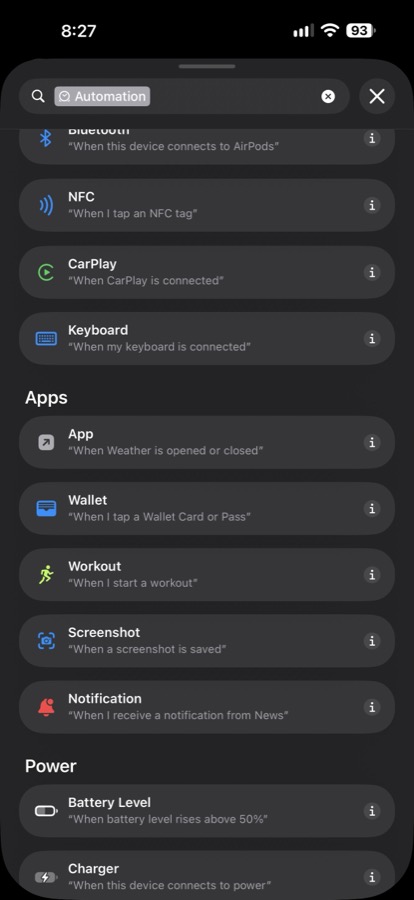 8:27
93
Automation
Bluetooth
“When this device connects to AirPods”
NFC
“When I tap an NFC tag”
CarPlay
“When CarPlay is connected”
Keyboard
“When my keyboard is connected”
Apps
App
“When Weather is opened or closed”
Wallet
“When I tap a Wallet Card or Pass”
Workout
“When I start a workout”
Screenshot
“When a screenshot is saved”
Notification
“When I receive a notification from News”
Power
Battery Level
“When battery level rises above 50%”
Charger
“When this device connects to power”